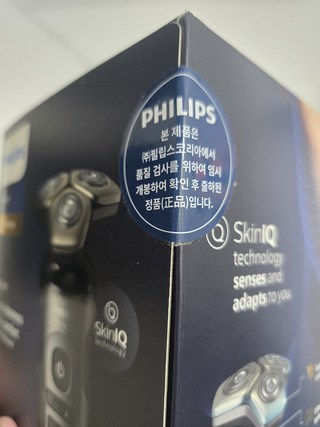 PHILIPS
본 제품은
㈜필립스코리아에서
품질 검사를 위하여 임시
개봉하여 확인 후 출하된
정품(正品)입니다.
SkinIQ
technology
senses and
adapts to you
SkinIQ
technology